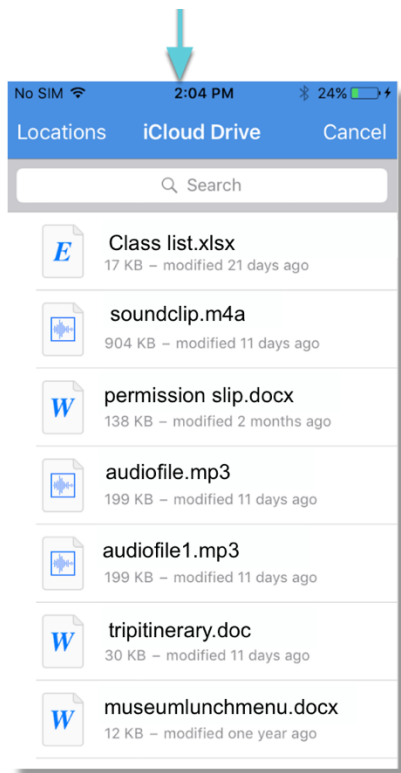 No SIM 2:04 PM 24%
Locations iCloud Drive Cancel
Search
E Class list.xlsx
17 KB – modified 21 days ago
soundclip.m4a
904 KB – modified 11 days ago
W permission slip.docx
138 KB – modified 2 months ago
audiofile.mp3
199 KB – modified 11 days ago
audiofile1.mp3
199 KB – modified 11 days ago
W tripitinerary.doc
30 KB – modified 11 days ago
W museumlunchmenu.docx
12 KB – modified one year ago